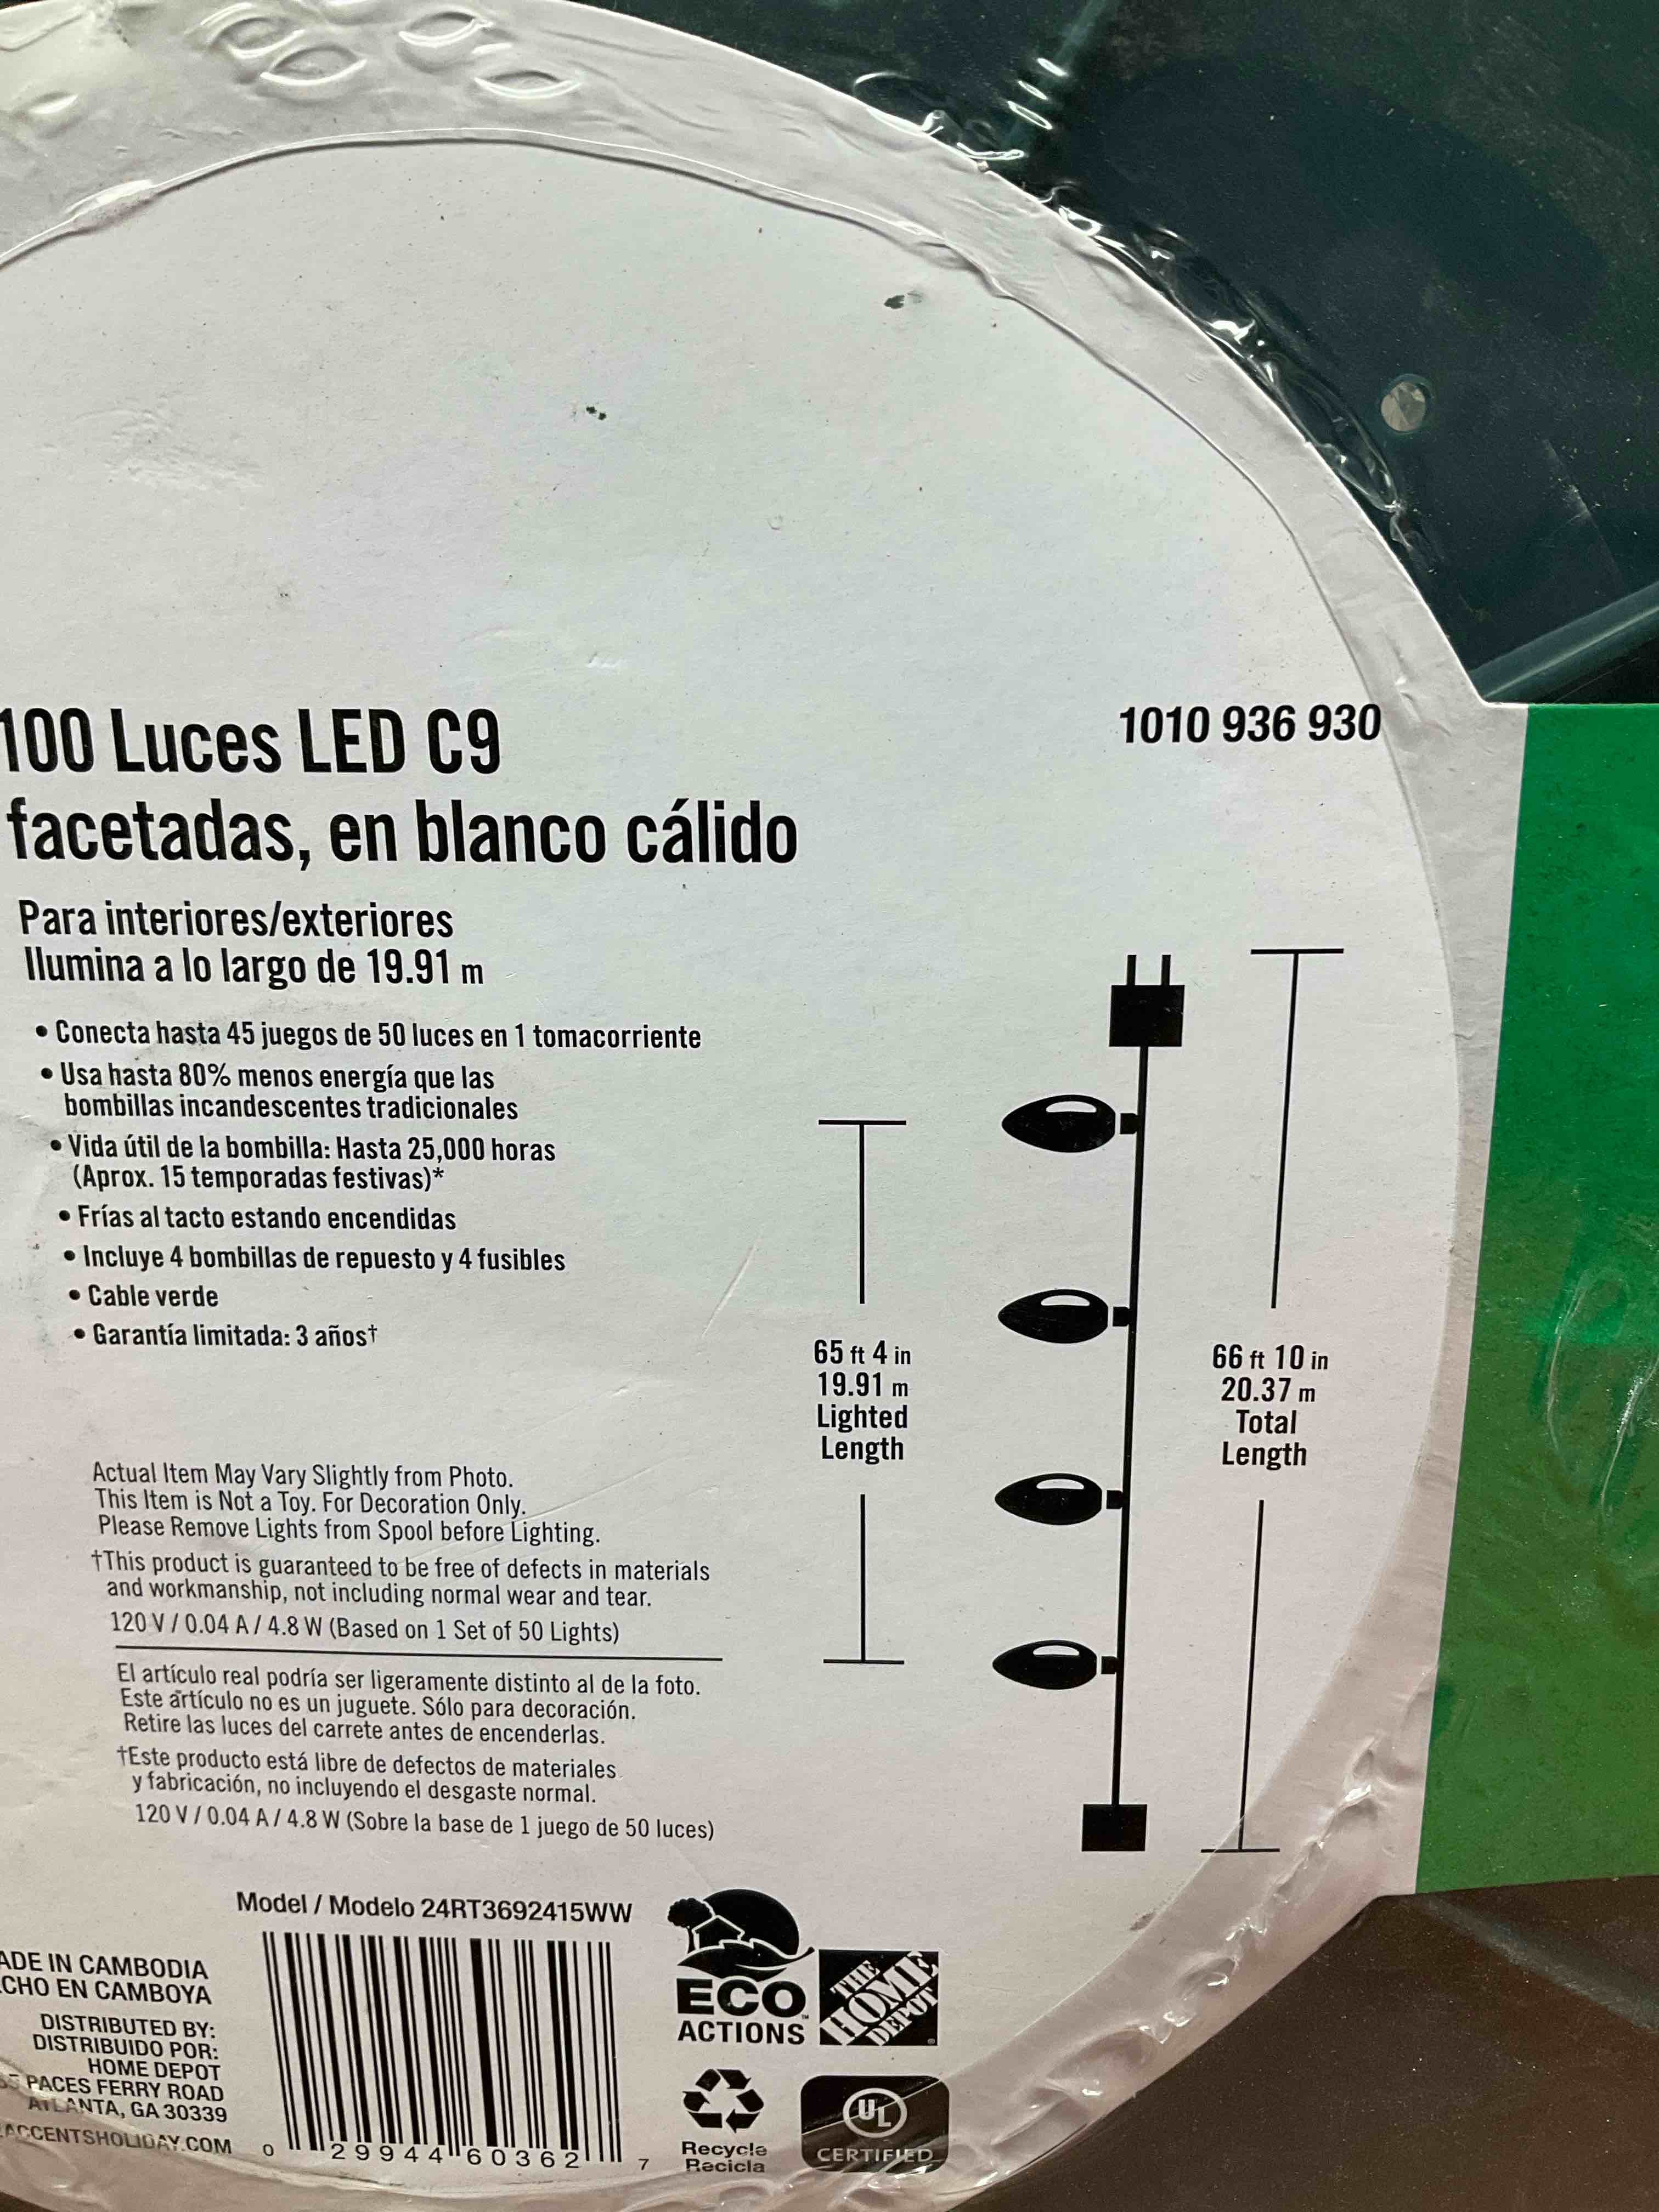 100 Luces LED C9
facetadas, en blanco cálido
1010 936 930
Para interiores/exteriores
Ilumina a lo largo de 19.91 m
• Conecta hasta 45 juegos de 50 luces en 1 tomacorriente
• Usa hasta 80% menos energía que las
bombillas incandescentes tradicionales
• Vida útil de la bombilla: Hasta 25,000 horas
(Aprox. 15 temporadas festivas)*
• Frías al tacto estando encendidas
• Incluye 4 bombillas de repuesto y 4 fusibles
• Cable verde
• Garantía limitada: 3 años†
65 ft 4 in
19.91 m
Lighted
Length
66 ft 10 in
20.37 m
Total
Length
Actual Item May Vary Slightly from Photo.
This Item is Not a Toy. For Decoration Only.
Please Remove Lights from Spool before Lighting.
†This product is guaranteed to be free of defects in materials
and workmanship, not including normal wear and tear.
120 V / 0.04 A / 4.8 W (Based on 1 Set of 50 Lights)
El artículo real podría ser ligeramente distinto al de la foto.
Este artículo no es un juguete. Sólo para decoración.
Retire las luces del carrete antes de encenderlas.
†Este producto está libre de defectos de materiales
y fabricación, no incluyendo el desgaste normal.
120 V / 0.04 A / 4.8 W (Sobre la base de 1 juego de 50 luces)
Model / Modelo 24RT3692415WW
ADE IN CAMBODIA
CHO EN CAMBOYA
DISTRIBUTED BY:
DISTRIBUIDO POR:
HOME DEPOT
PACES FERRY ROAD
ATLANTA, GA 30339
ACCENTSHOLIDAY.COM
0 29944 60362 7
ECO
ACTIONS™
THE
HOME
DEPOT
Recycle
Recicla
UL
CERTIFIED